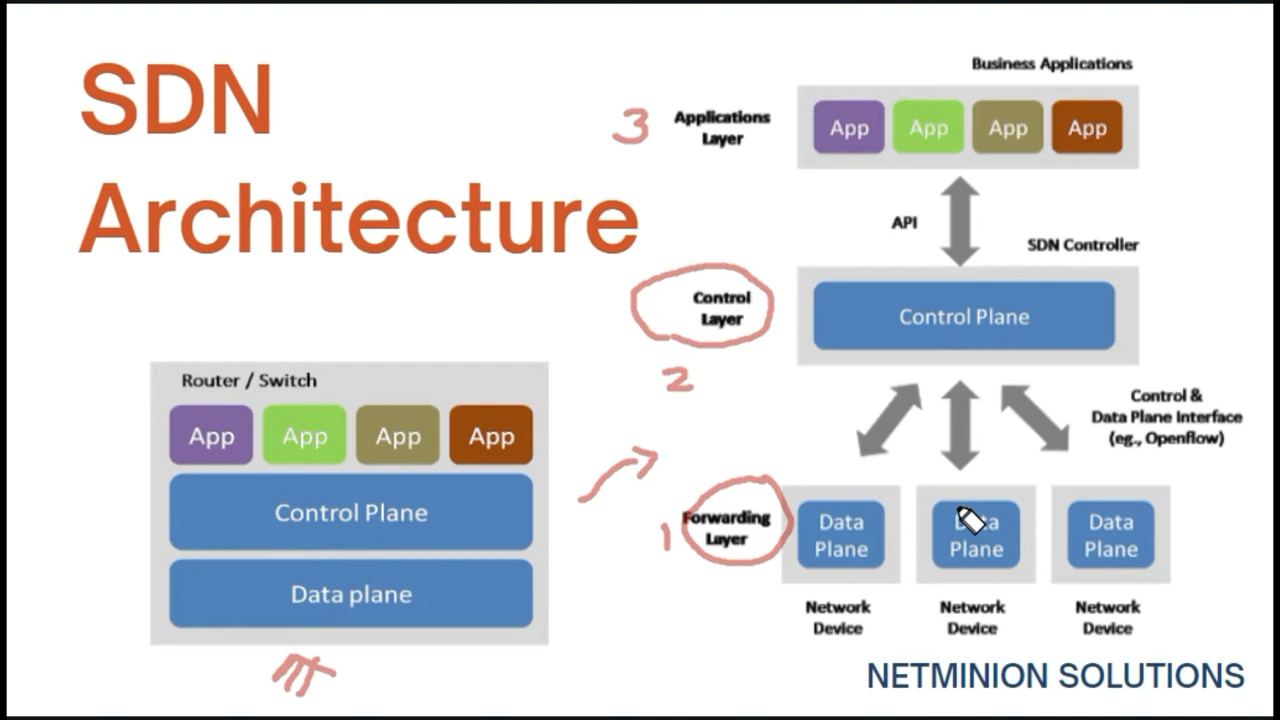 SDN
Architecture
Business Applications
3
Applications
Layer
App App App App
API
SDN Controller
Control
Layer
Control Plane
2
Control &
Data Plane Interface
(eg., Openflow)
Router / Switch
App App App App
Control Plane
Data plane
1
Forwarding
Layer
Data
Plane
Data
Plane
Data
Plane
Network
Device
Network
Device
Network
Device
NETMINION SOLUTIONS